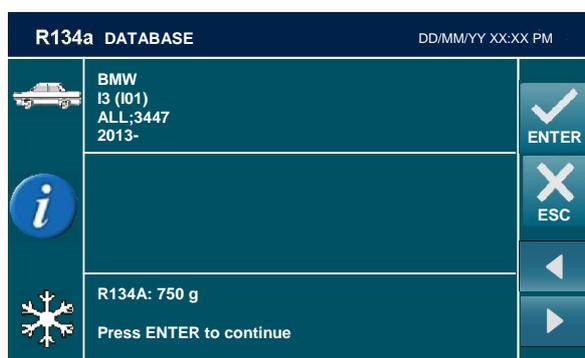 R134a DATABASE
DD/MM/YY XX:XX PM
BMW
I3 (I01)
ALL;3447
2013-
ENTER
i
ESC
R134A: 750 g
Press ENTER to continue